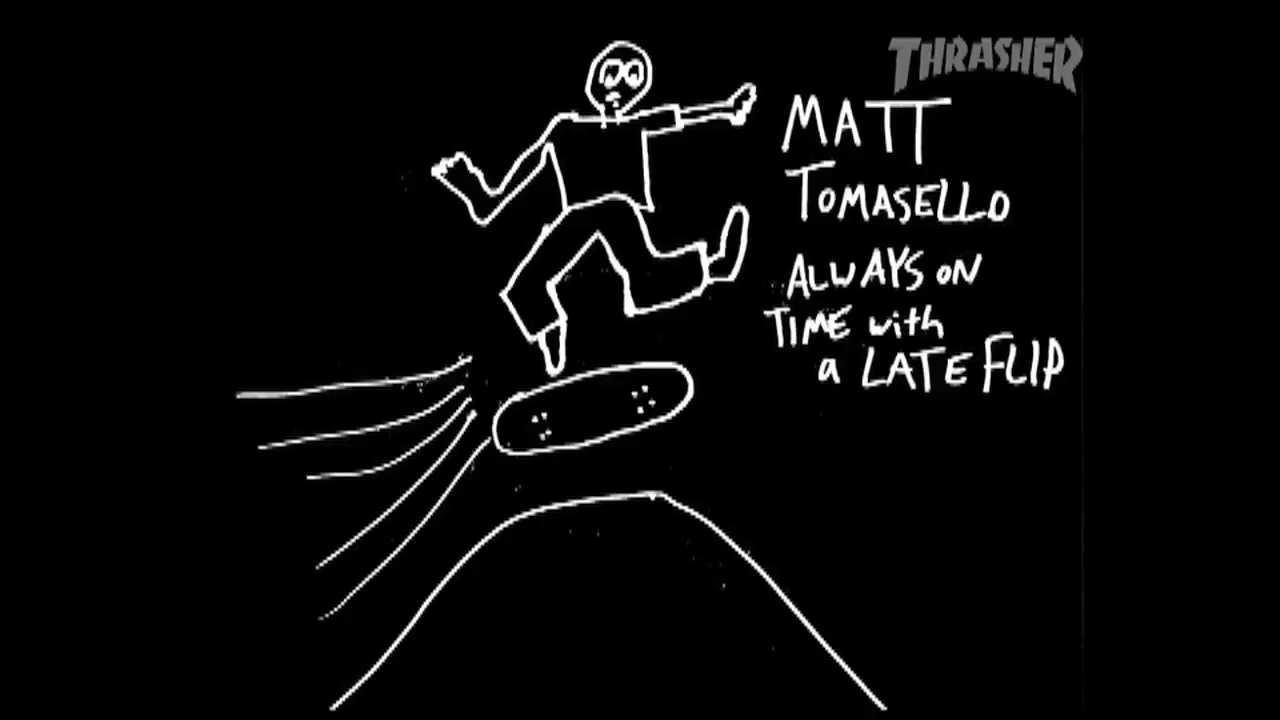 THRASHER
MATT
TOMASELLO
ALWAYS ON
TIME with
a LATE FLIP